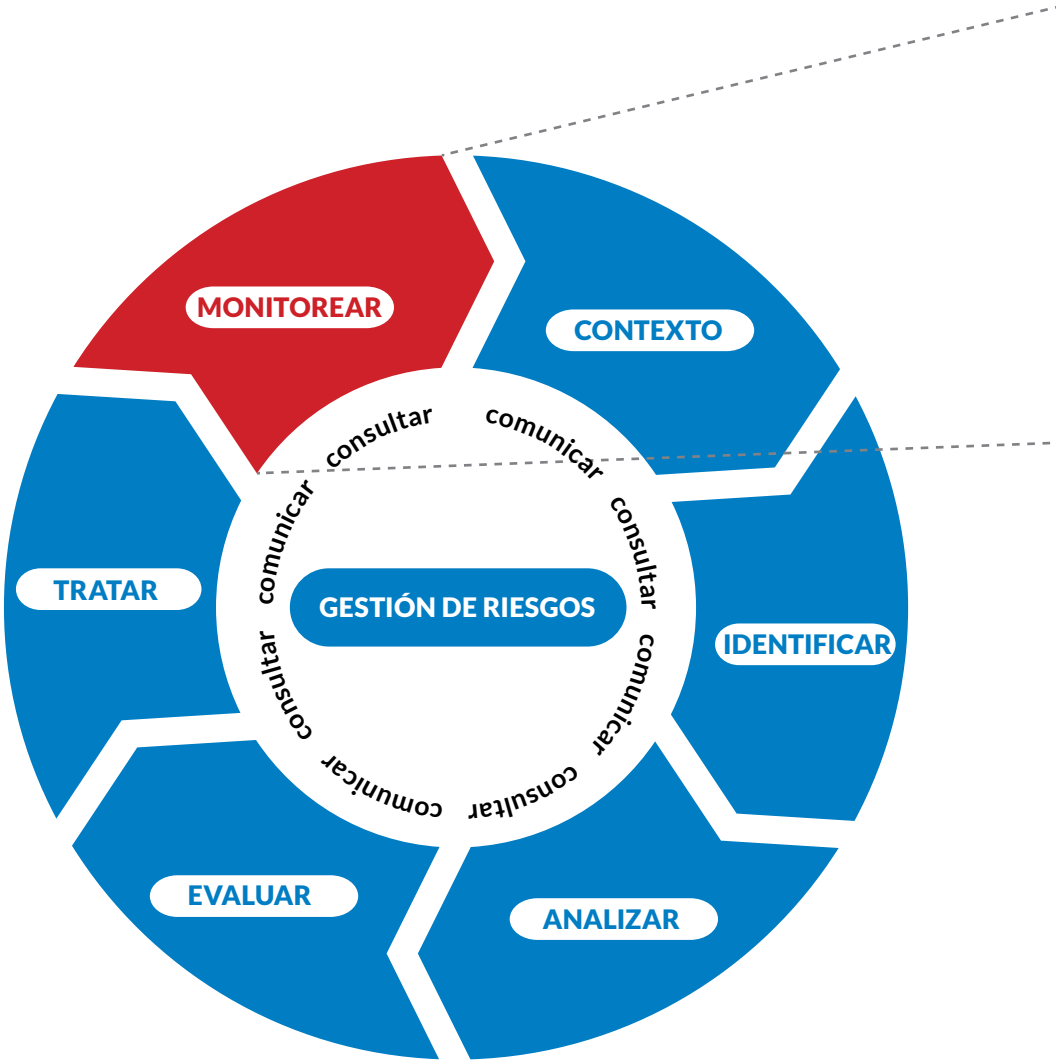 MONITOREAR
CONTEXTO
IDENTIFICAR
ANALIZAR
EVALUAR
TRATAR
GESTIÓN DE RIESGOS
comunicar
consultar
comunicar
consultar
comunicar
consultar
comunicar
consultar